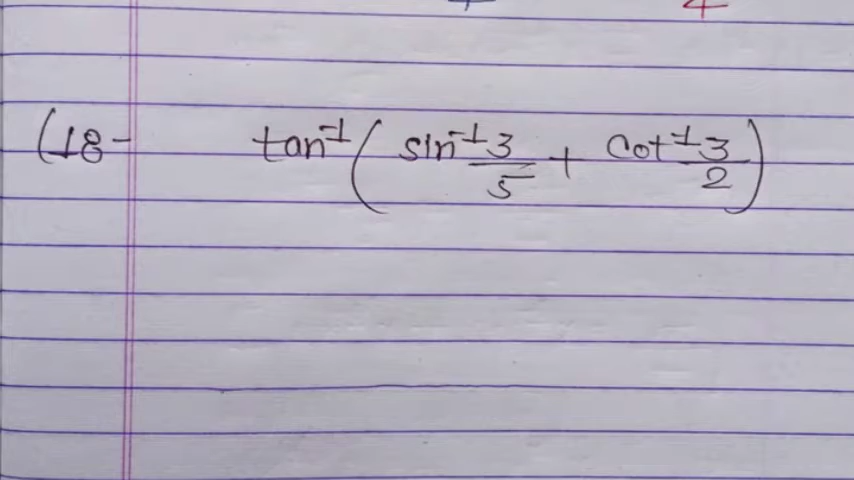 (18- tan⁻¹( sin⁻¹ 3/5 + Cot⁻¹ 3/2 )